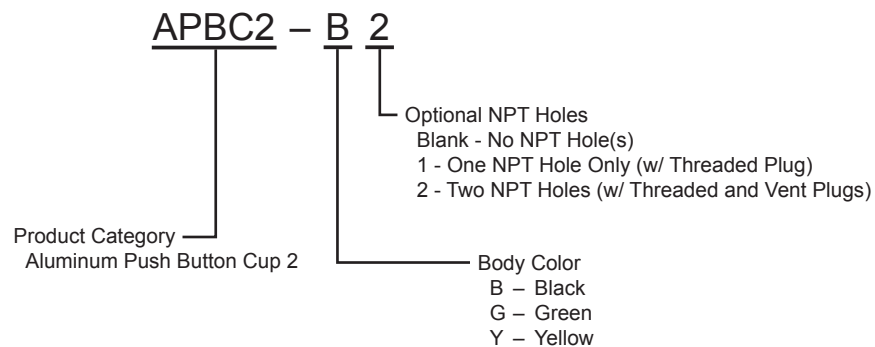 APBC2 – B 2
Optional NPT Holes
Blank - No NPT Hole(s)
1 - One NPT Hole Only (w/ Threaded Plug)
2 - Two NPT Holes (w/ Threaded and Vent Plugs)
Product Category
Aluminum Push Button Cup 2
Body Color
B – Black
G – Green
Y – Yellow